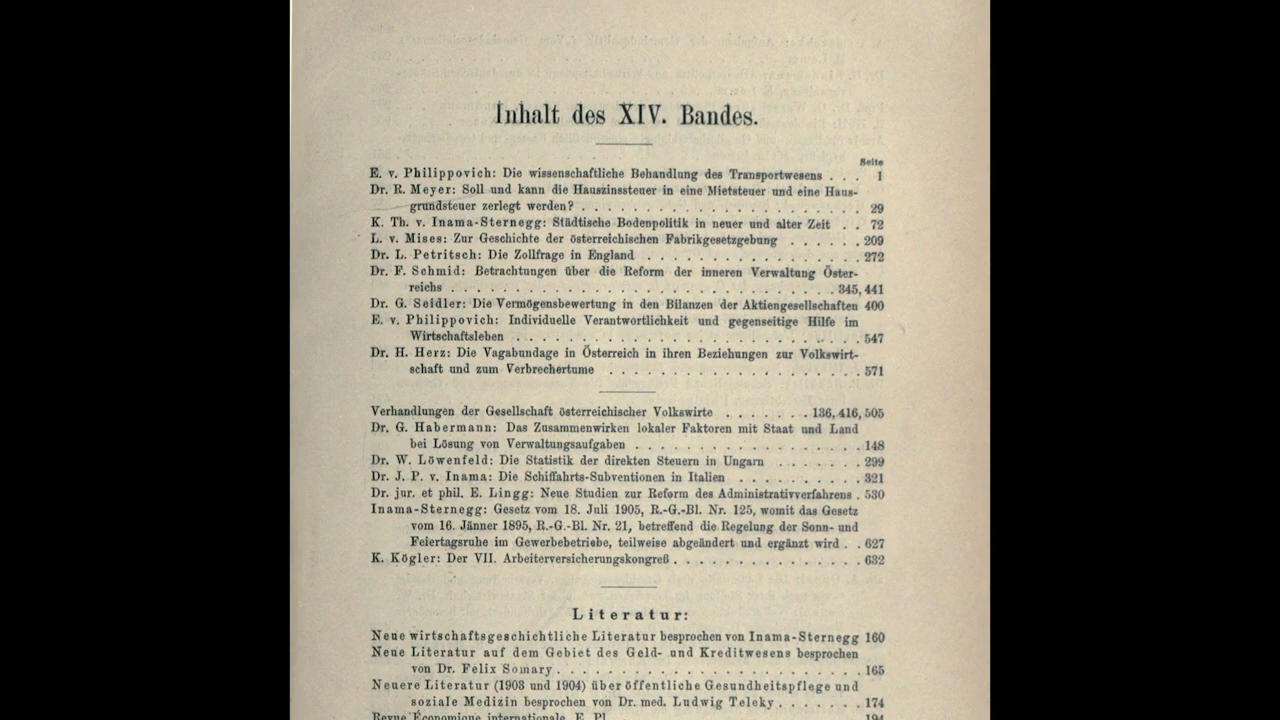 Inhalt des XIV. Bandes.
Seite
E. v. Philippovich: Die wissenschaftliche Behandlung des Transportwesens . . . 1
Dr. R. Meyer: Soll und kann die Hauszinssteuer in eine Mietsteuer und eine Haus-
grundsteuer zerlegt werden? . . . . . . . . . . . . . . . . . . 29
K. Th. v. Inama-Sternegg: Städtische Bodenpolitik in neuer und alter Zeit . . 72
L. v. Mises: Zur Geschichte der österreichischen Fabrikgesetzgebung . . . . . . 209
Dr. L. Petritsch: Die Zollfrage in England . . . . . . . . . . . . . . 272
Dr. F. Schmid: Betrachtungen über die Reform der inneren Verwaltung Öster-
reichs . . . . . . . . . . . . . . . . . . . . . . . . 345, 441
Dr. G. Seidler: Die Vermögensbewertung in den Bilanzen der Aktiengesellschaften 400
E. v. Philippovich: Individuelle Verantwortlichkeit und gegenseitige Hilfe im
Wirtschaftsleben . . . . . . . . . . . . . . . . . . . . . . 547
Dr. H. Herz: Die Vagabundage in Österreich in ihren Beziehungen zur Volkswirt-
schaft und zum Verbrechertume . . . . . . . . . . . . . . . . 571
Verhandlungen der Gesellschaft österreichischer Volkswirte . . . . . . . 136, 416, 505
Dr. G. Habermann: Das Zusammenwirken lokaler Faktoren mit Staat und Land
bei Lösung von Verwaltungsaufgaben . . . . . . . . . . . . . . 148
Dr. W. Löwenfeld: Die Statistik der direkten Steuern in Ungarn . . . . . . . 299
Dr. J. P. v. Inama: Die Schiffahrts-Subventionen in Italien . . . . . . . . . 321
Dr. jur. et phil. E. Lingg: Neue Studien zur Reform des Administrativverfahrens . 530
Inama-Sternegg: Gesetz vom 18. Juli 1905, R.-G.-Bl. Nr. 125, womit das Gesetz
vom 16. Jänner 1895, R.-G.-Bl. Nr. 21, betreffend die Regelung der Sonn- und
Feiertagsruhe im Gewerbebetriebe, teilweise abgeändert und ergänzt wird . . 627
K. Kögler: Der VII. Arbeiterversicherungskongreß . . . . . . . . . . . . 632
Literatur:
Neue wirtschaftsgeschichtliche Literatur besprochen von Inama-Sternegg 160
Neue Literatur auf dem Gebiet des Geld- und Kreditwesens besprochen
von Dr. Felix Somary . . . . . . . . . . . . . . . . . . . . 165
Neuere Literatur (1903 und 1904) über öffentliche Gesundheitspflege und
soziale Medizin besprochen von Dr. med. Ludwig Teleky . . . . . . . 174
Revue Économique internationale, E. Pl. 194